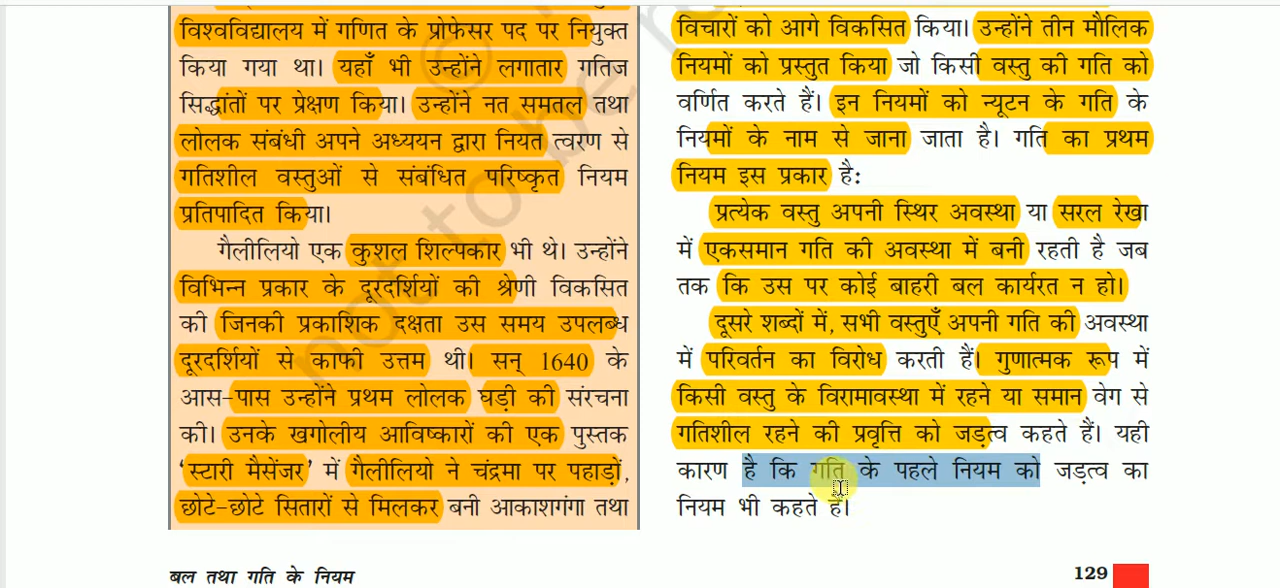 विश्वविद्यालय में गणित के प्रोफेसर पद पर नियुक्त
किया गया था। यहाँ भी उन्होंने लगातार गतिज
सिद्धांतों पर प्रेक्षण किया। उन्होंने नत समतल तथा
लोलक संबंधी अपने अध्ययन द्वारा नियत त्वरण से
गतिशील वस्तुओं से संबंधित परिष्कृत नियम
प्रतिपादित किया।
गैलीलियो एक कुशल शिल्पकार भी थे। उन्होंने
विभिन्न प्रकार के दूरदर्शियों की श्रेणी विकसित
की जिनकी प्रकाशिक दक्षता उस समय उपलब्ध
दूरदर्शियों से काफी उत्तम थी। सन् 1640 के
आस-पास उन्होंने प्रथम लोलक घड़ी की संरचना
की। उनके खगोलीय आविष्कारों की एक पुस्तक
‘स्टारी मैसेंजर’ में गैलीलियो ने चंद्रमा पर पहाड़ों,
छोटे-छोटे सितारों से मिलकर बनी आकाशगंगा तथा
विचारों को आगे विकसित किया। उन्होंने तीन मौलिक
नियमों को प्रस्तुत किया जो किसी वस्तु की गति को
वर्णित करते हैं। इन नियमों को न्यूटन के गति के
नियमों के नाम से जाना जाता है। गति का प्रथम
नियम इस प्रकार है:
प्रत्येक वस्तु अपनी स्थिर अवस्था या सरल रेखा
में एकसमान गति की अवस्था में बनी रहती है जब
तक कि उस पर कोई बाहरी बल कार्यरत न हो।
दूसरे शब्दों में, सभी वस्तुएँ अपनी गति की अवस्था
में परिवर्तन का विरोध करती हैं। गुणात्मक रूप में
किसी वस्तु के विरामावस्था में रहने या समान वेग से
गतिशील रहने की प्रवृत्ति को जड़त्व कहते हैं। यही
कारण है कि गति के पहले नियम को जड़त्व का
नियम भी कहते हैं।
बल तथा गति के नियम
129
not to be re